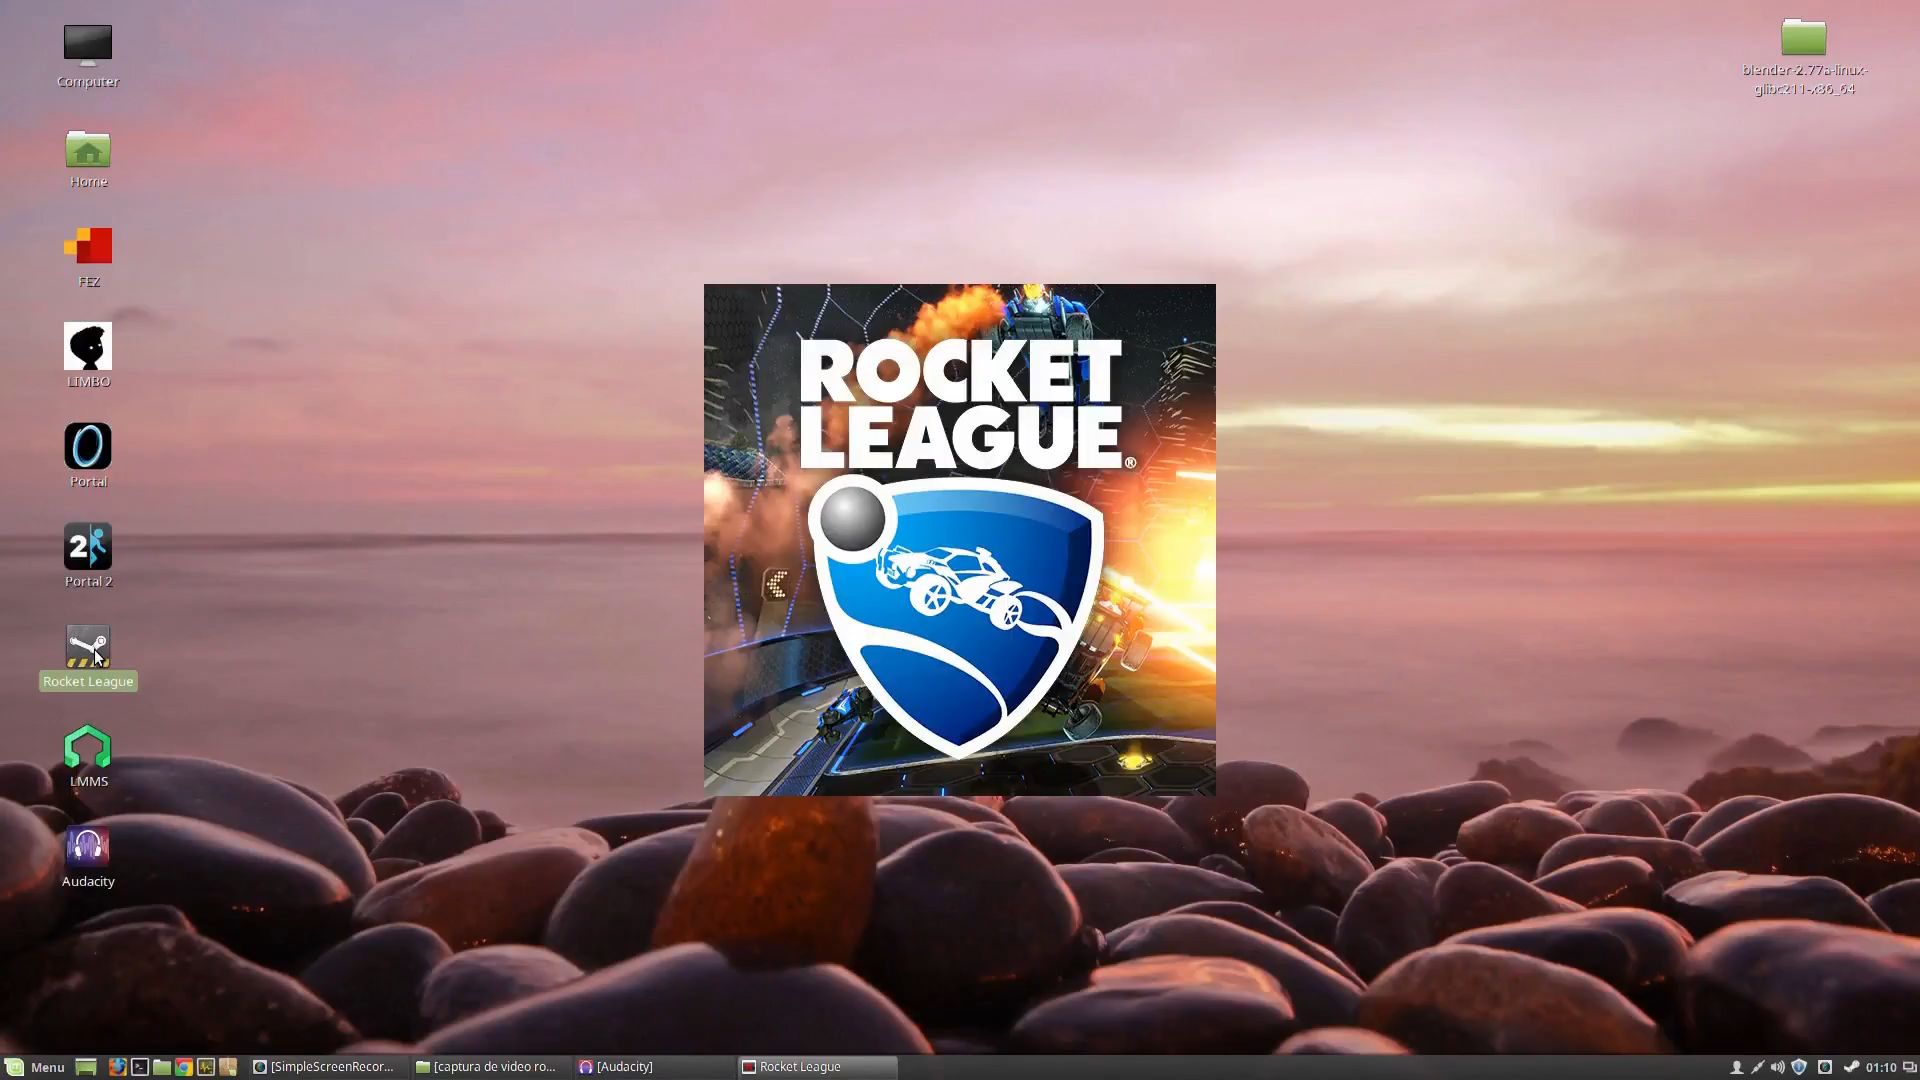 Computer
Home
FEZ
LIMBO
Portal
2
Portal 2
Rocket League
LMMS
Audacity
blender-2.77a-linux-
glibc211-x86_64
ROCKET
LEAGUE®
Menu
[SimpleScreenRecor...
[captura de video ro...
[Audacity]
Rocket League
01:10